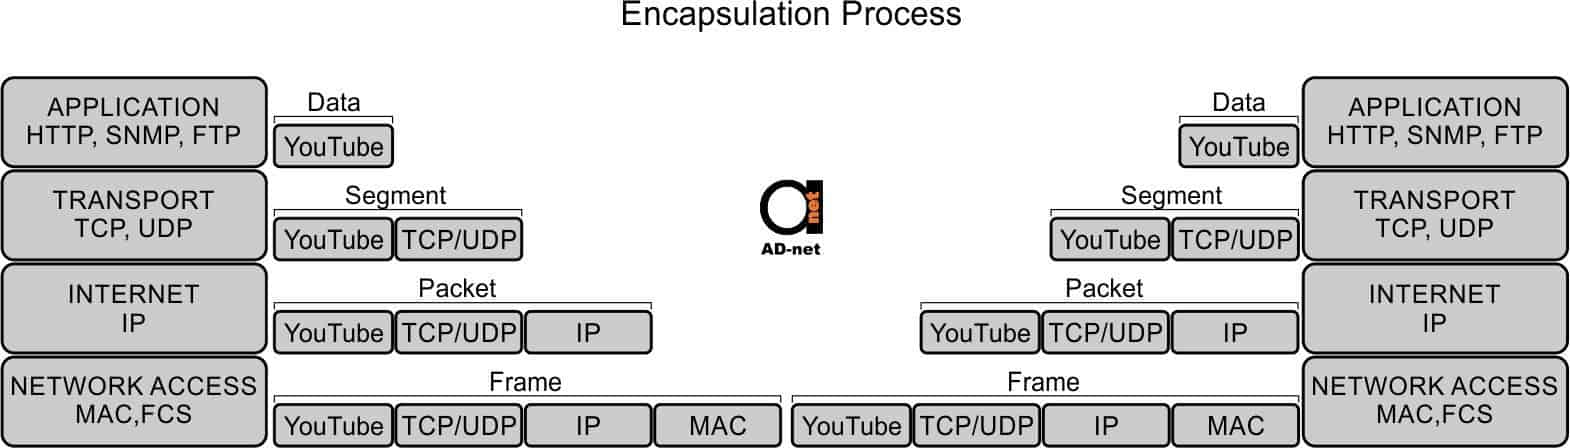 Encapsulation Process
APPLICATION
HTTP, SNMP, FTP
Data
YouTube
TRANSPORT
TCP, UDP
Segment
YouTube TCP/UDP
INTERNET
IP
Packet
YouTube TCP/UDP IP
NETWORK ACCESS
MAC,FCS
Frame
YouTube TCP/UDP IP MAC
net
AD-net
Data
YouTube
APPLICATION
HTTP, SNMP, FTP
Segment
YouTube TCP/UDP
TRANSPORT
TCP, UDP
Packet
YouTube TCP/UDP IP
INTERNET
IP
Frame
YouTube TCP/UDP IP MAC
NETWORK ACCESS
MAC,FCS